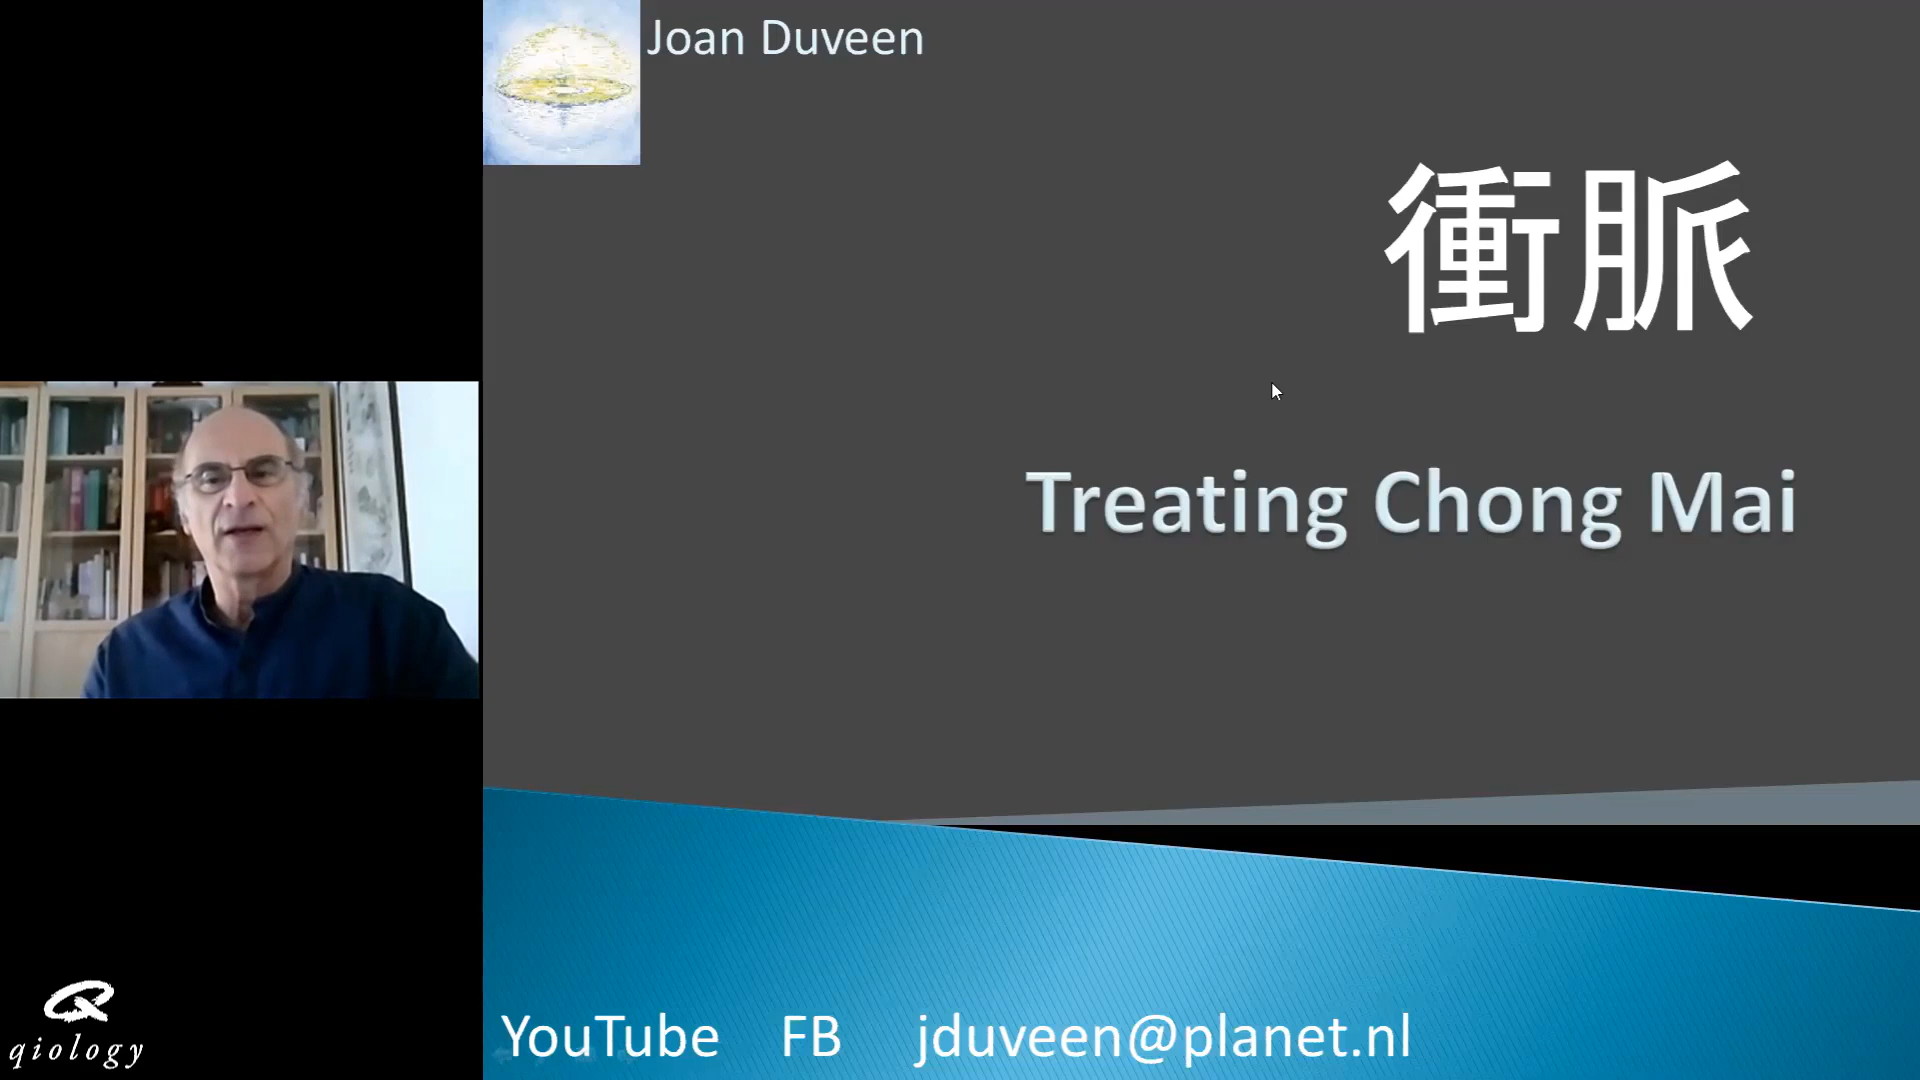 Joan Duveen
衝脈
Treating Chong Mai
YouTube FB jduveen@planet.nl
qiology